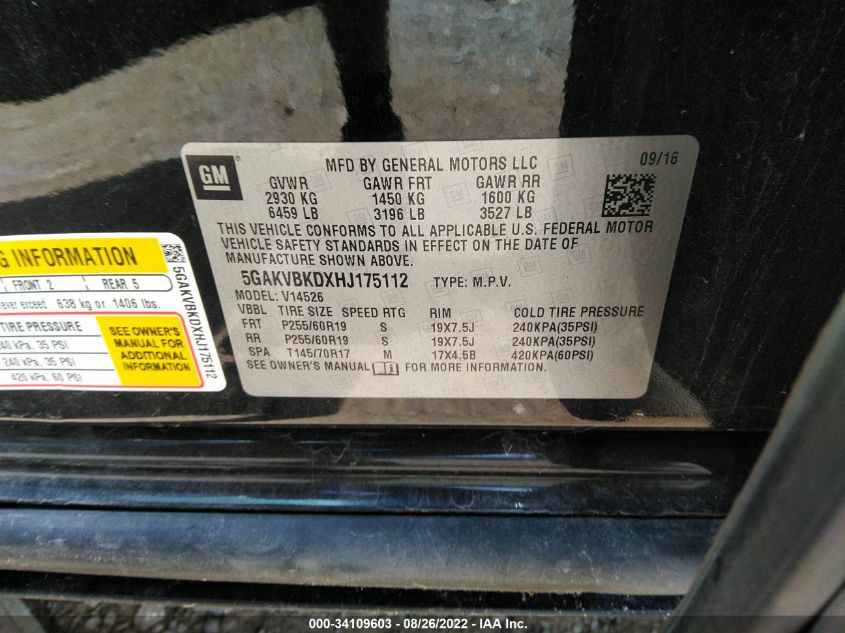 GM
MFD BY GENERAL MOTORS LLC
09/16
GVWR GAWR FRT GAWR RR
2930 KG 1450 KG 1600 KG
6459 LB 3196 LB 3527 LB
THIS VEHICLE CONFORMS TO ALL APPLICABLE U.S. FEDERAL MOTOR
VEHICLE SAFETY STANDARDS IN EFFECT ON THE DATE OF
MANUFACTURE SHOWN ABOVE.
5GAKVBKDXHJ175112 TYPE: M.P.V.
MODEL: V14526
VBBL TIRE SIZE SPEED RTG RIM COLD TIRE PRESSURE
FRT P255/60R19 S 19X7.5J 240KPA(35PSI)
RR P255/60R19 S 19X7.5J 240KPA(35PSI)
SPA T145/70R17 M 17X4.5B 420KPA(60PSI)
SEE OWNER'S MANUAL FOR MORE INFORMATION.
INFORMATION
FRONT 2 REAR 5
exceed 638 kg or 1406 lbs.
TIRE PRESSURE
35 PSI
240 kPa, 35 PSI
420 kPa, 60 PSI
SEE OWNER'S
MANUAL FOR
ADDITIONAL
INFORMATION
5GAKVBKDXHJ175112
000-34109603 - 08/26/2022 - IAA Inc.